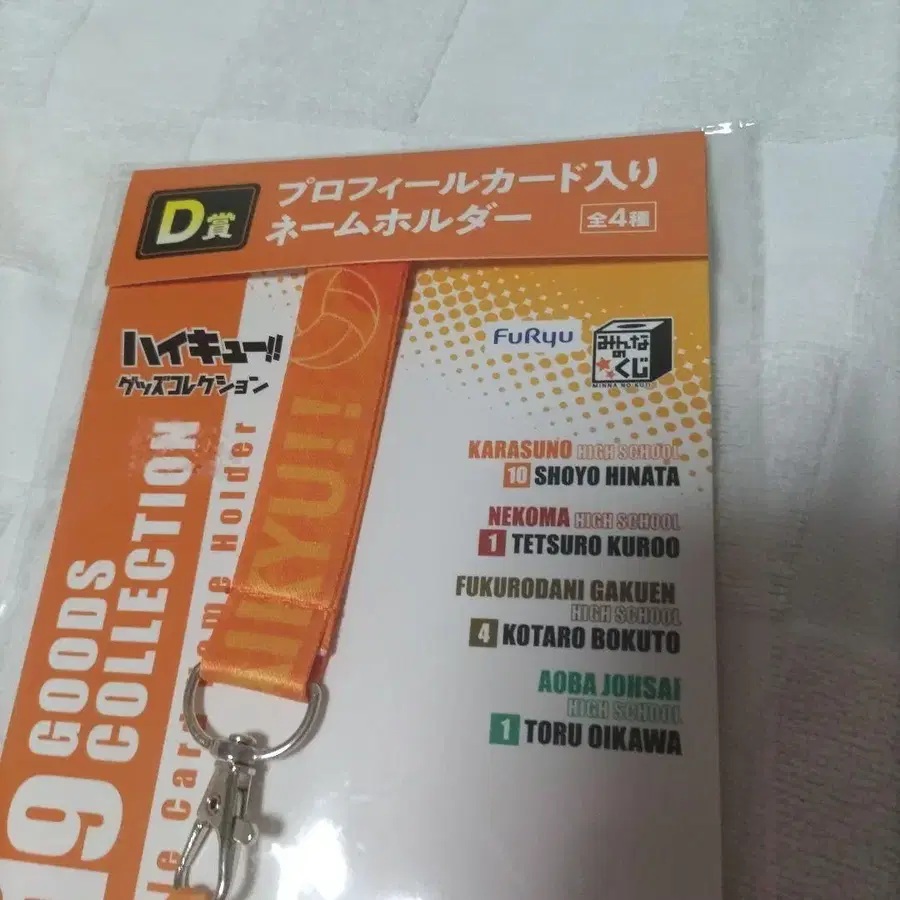 D賞
プロフィールカード入り
ネームホルダー
全4種
ハイキュー!!
グッズコレクション
FuRyu
みんなのくじ
MINNA NO KUJI
KARASUNO HIGH SCHOOL
10 SHOYO HINATA
NEKOMA HIGH SCHOOL
1 TETSURO KUROO
FUKURODANI GAKUEN
HIGH SCHOOL
4 KOTARO BOKUTO
AOBA JOHSAI
HIGH SCHOOL
1 TORU OIKAWA
GOODS
COLLECTION
Holder